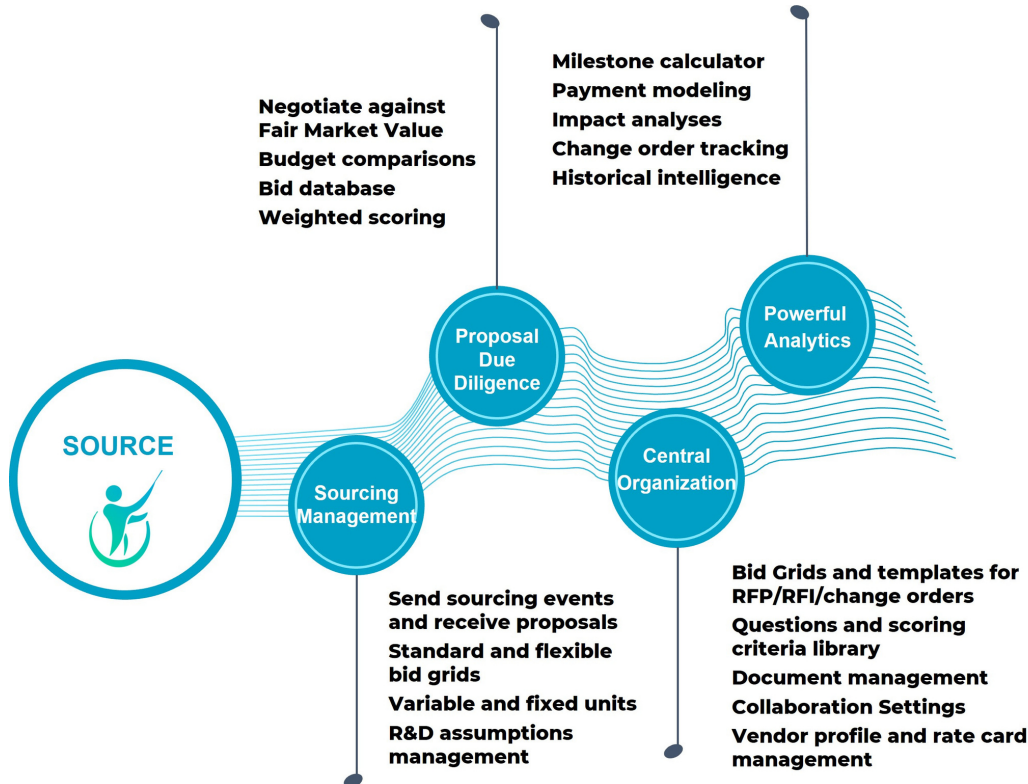 Milestone calculator
Payment modeling
Impact analyses
Change order tracking
Historical intelligence
Negotiate against
Fair Market Value
Budget comparisons
Bid database
Weighted scoring
Powerful
Analytics
Proposal
Due
Diligence
SOURCE
Central
Organization
Sourcing
Management
Send sourcing events
and receive proposals
Standard and flexible
bid grids
Variable and fixed units
R&D assumptions
management
Bid Grids and templates for
RFP/RFI/change orders
Questions and scoring
criteria library
Document management
Collaboration Settings
Vendor profile and rate card
management